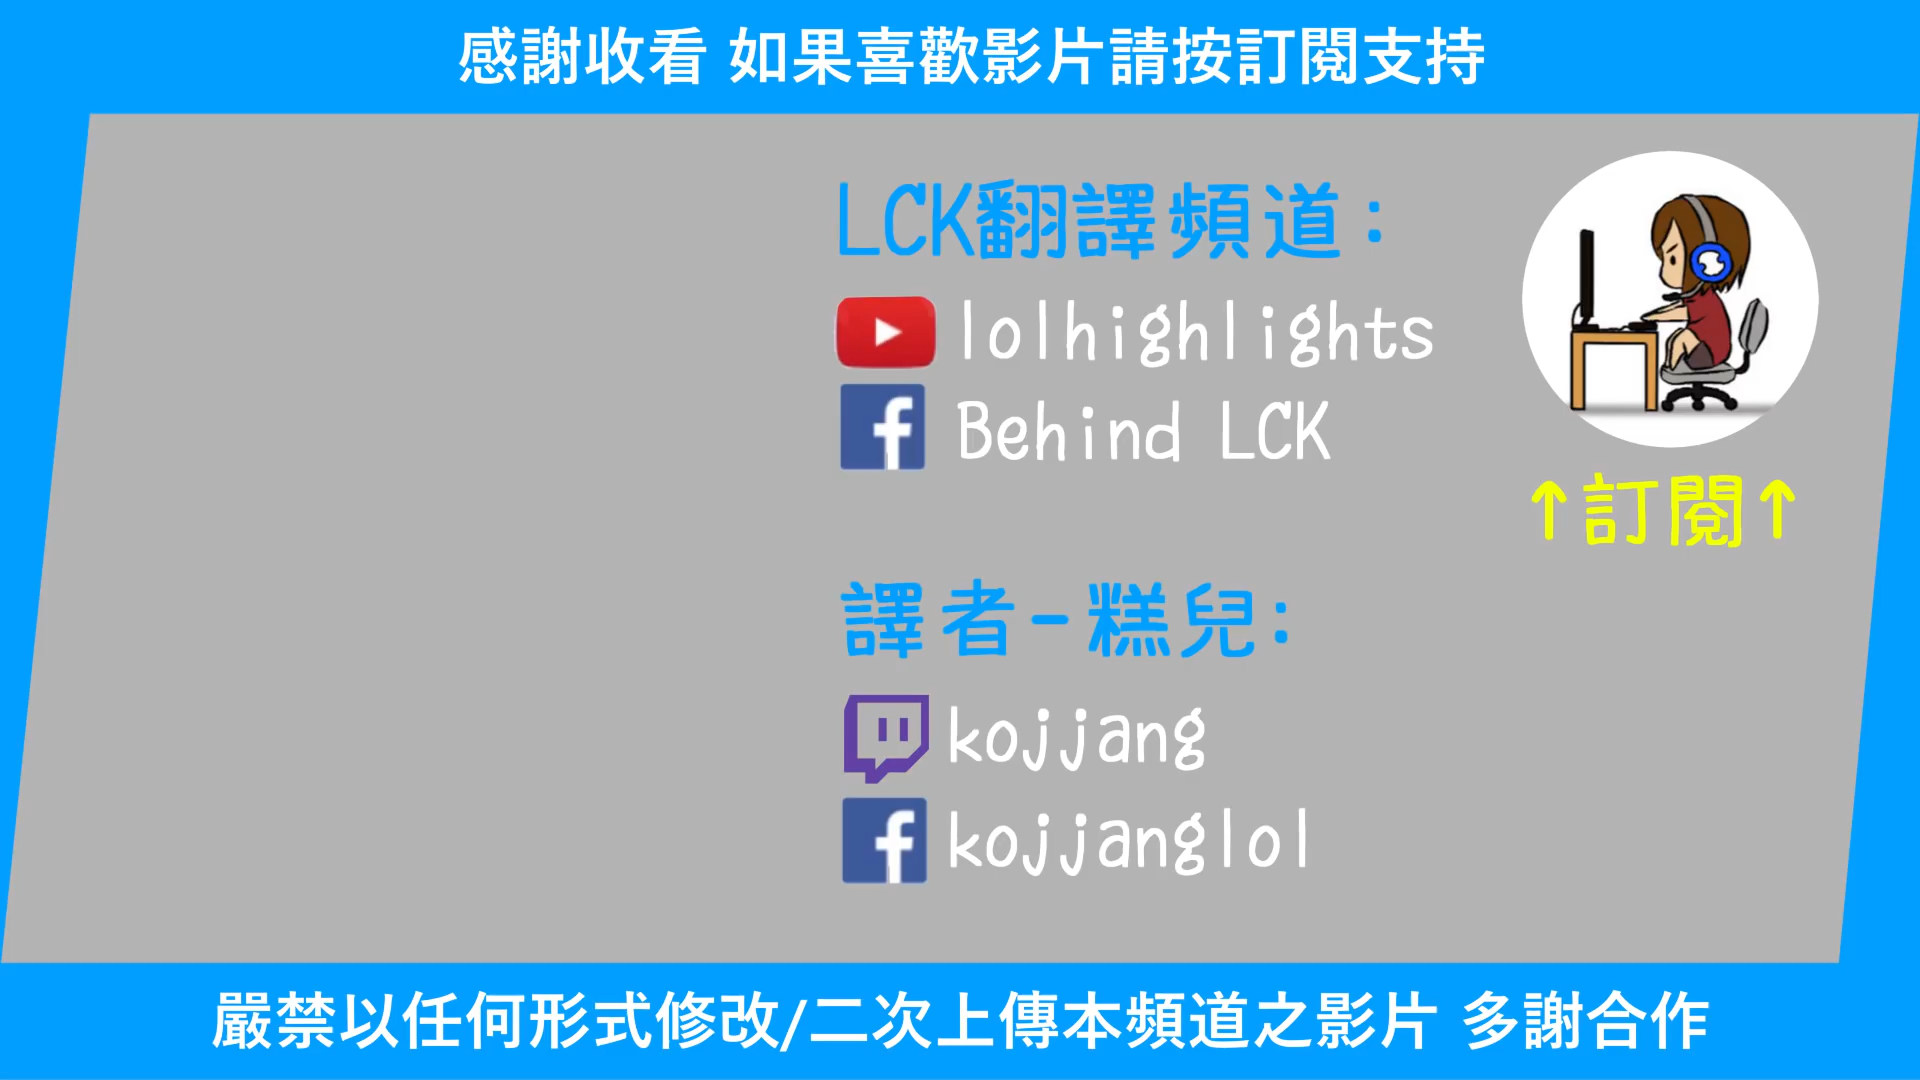 感謝收看 如果喜歡影片請按訂閱支持
LCK翻譯頻道:
lolhighlights
Behind LCK
↑訂閱↑
譯者-糕兒:
kojjang
kojjanglol
嚴禁以任何形式修改/二次上傳本頻道之影片 多謝合作